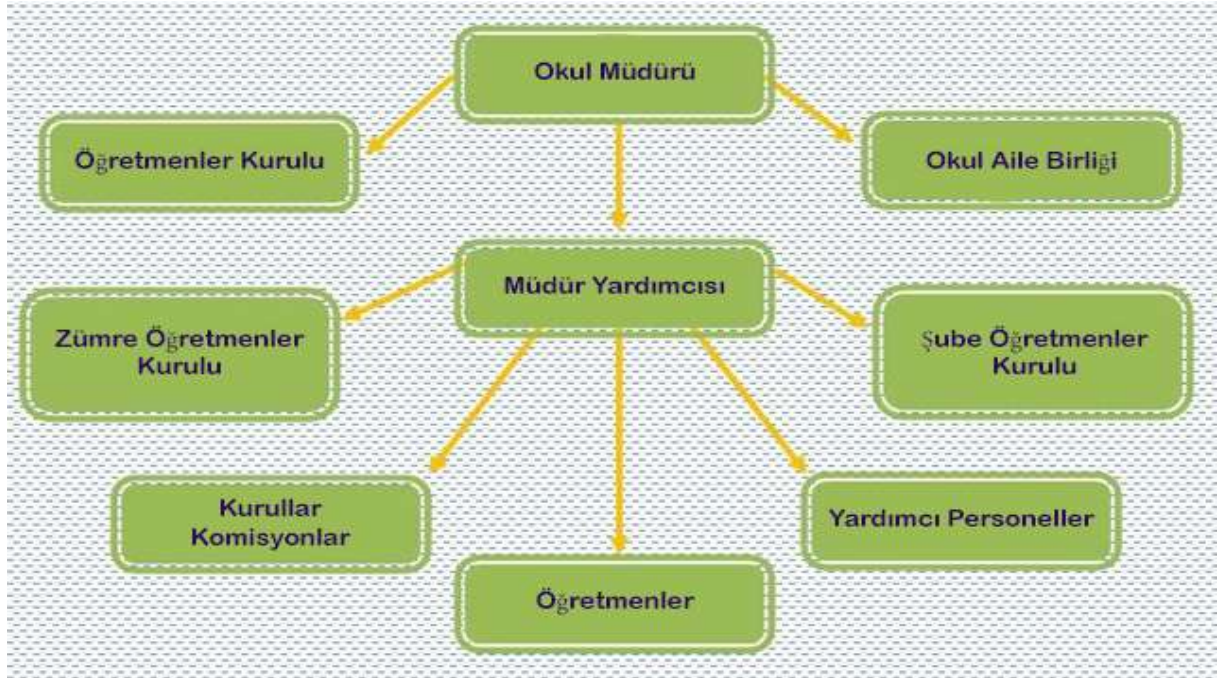 Okul Müdürü
Öğretmenler Kurulu
Okul Aile Birliği
Müdür Yardımcısı
Zümre Öğretmenler
Kurulu
Şube Öğretmenler
Kurulu
Kurullar
Komisyonlar
Yardımcı Personeller
Öğretmenler